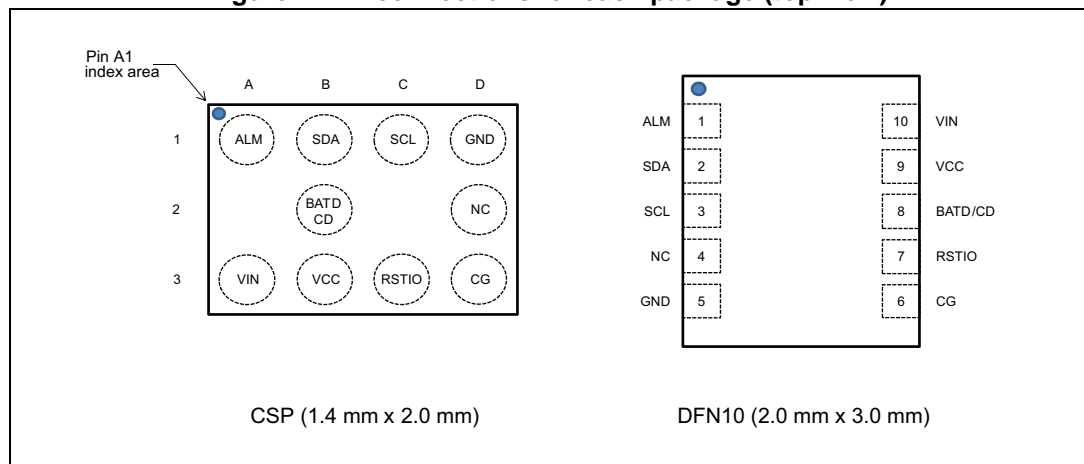 Pin A1
index area
A B C D
1 ALM SDA SCL GND
2 BATD
CD NC
3 VIN VCC RSTIO CG
CSP (1.4 mm x 2.0 mm)
ALM 1 10 VIN
SDA 2 9 VCC
SCL 3 8 BATD/CD
NC 4 7 RSTIO
GND 5 6 CG
DFN10 (2.0 mm x 3.0 mm)